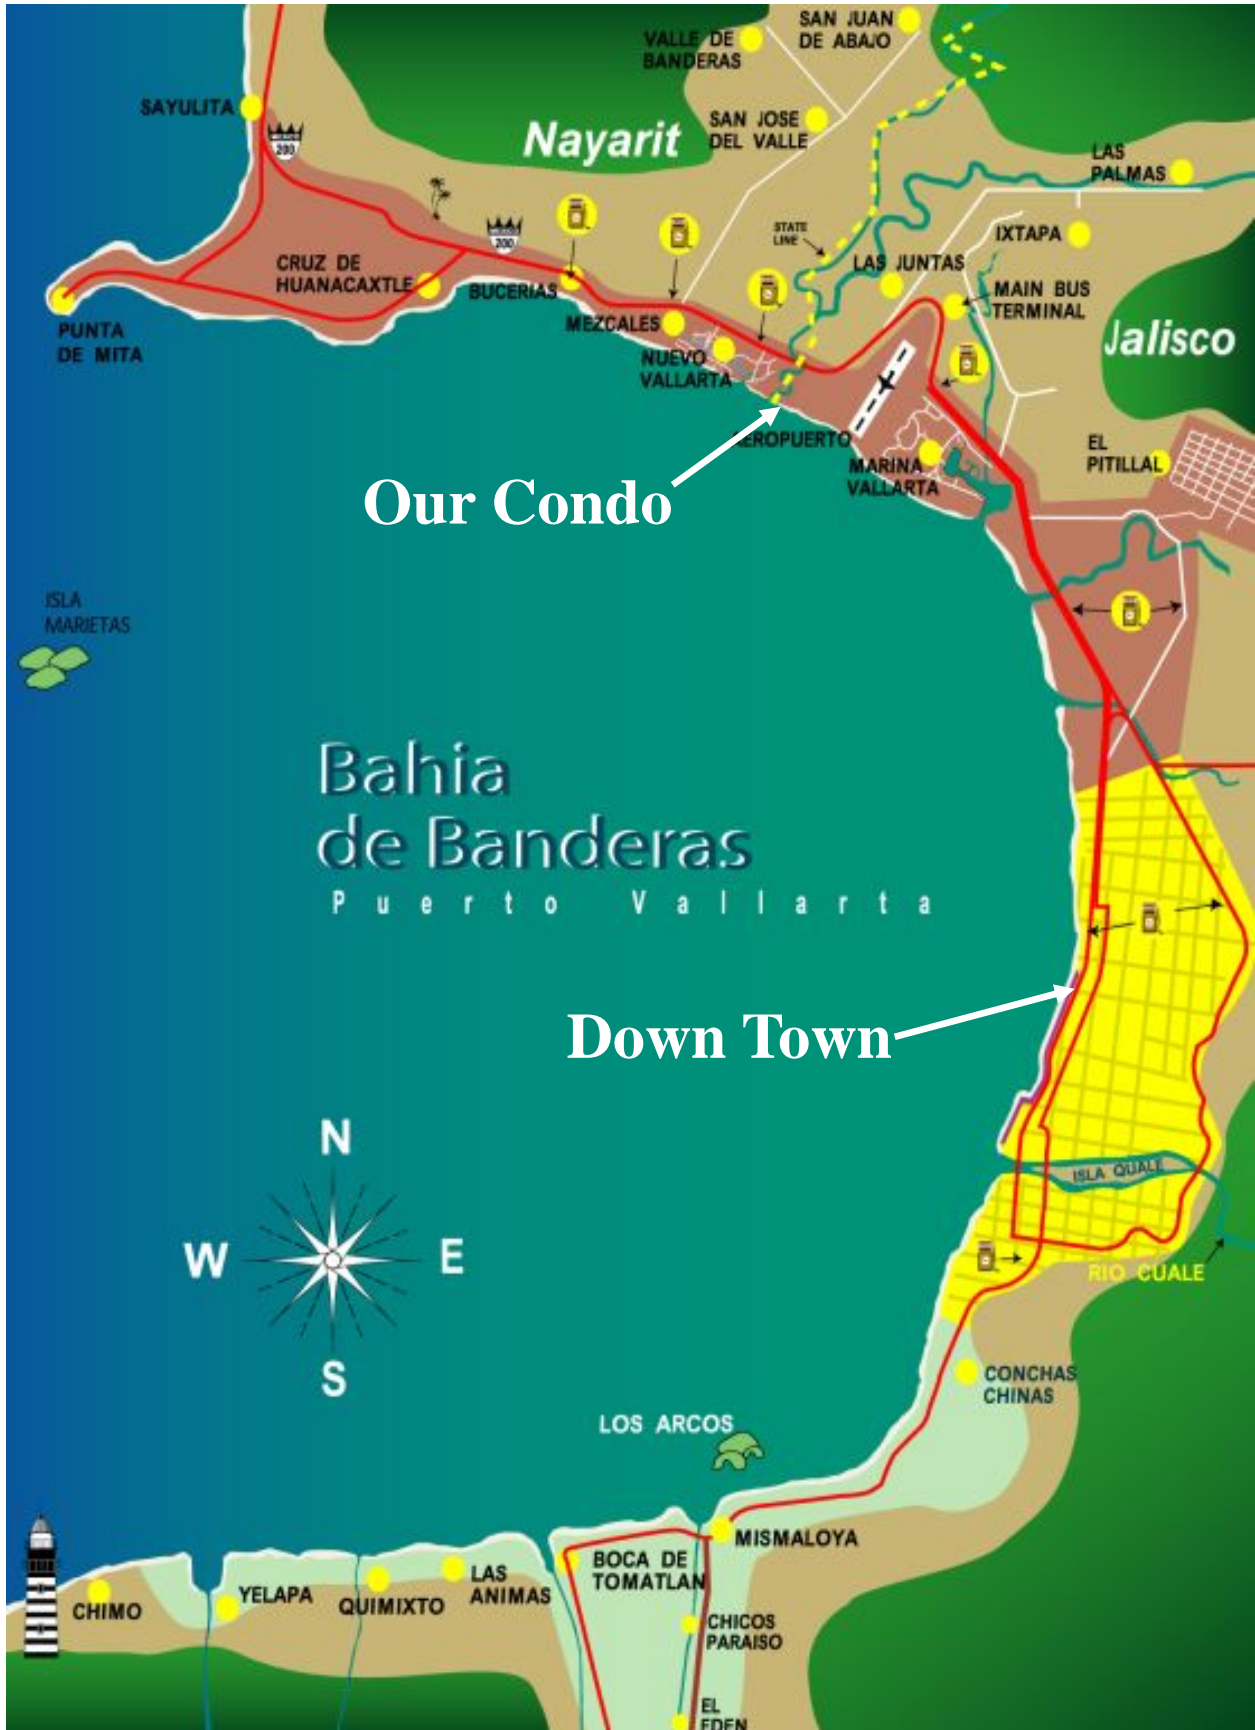 SAN JUAN
DE ABAJO
VALLE DE
BANDERAS
SAYULITA
200
Nayarit
SAN JOSE
DEL VALLE
LAS
PALMAS
STATE
LINE
IXTAPA
200
CRUZ DE
HUANACAXTLE
BUCERIAS
LAS JUNTAS
MAIN BUS
TERMINAL
PUNTA
DE MITA
MEZCALES
NUEVO
VALLARTA
Jalisco
AEROPUERTO
MARINA
VALLARTA
EL
PITILLAL
Our Condo
ISLA
MARIETAS
Bahia
de Banderas
Puerto Vallarta
Down Town
N
W
E
S
ISLA QUALE
RIO CUALE
CONCHAS
CHINAS
LOS ARCOS
MISMALOYA
BOCA DE
TOMATLAN
LAS
ANIMAS
QUIMIXTO
YELAPA
CHIMO
CHICOS
PARAISO
EL
EDEN